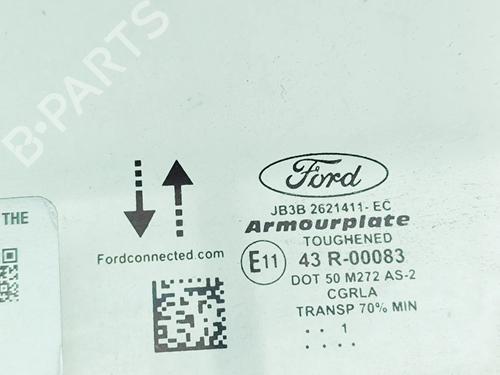 B-PARTS
THE
Ford
JB3B 2621411- EC
Armourplate
TOUGHENED
Fordconnected.com
E11 43 R-00083
DOT 50 M272 AS-2
CGRLA
TRANSP 70% MIN
. . 1
. . .